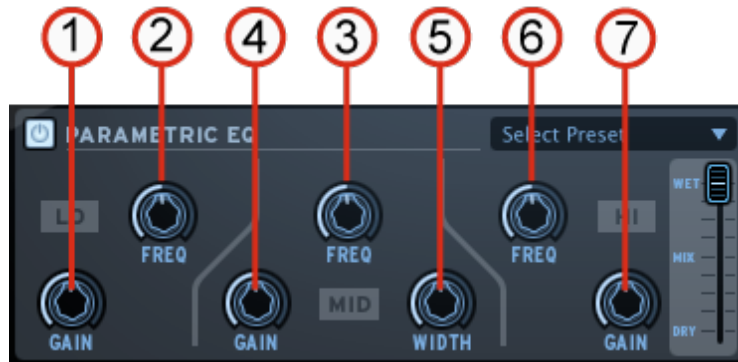 1 2 4 3 5 6 7
PARAMETRIC EQ Select Preset
LO HI WET
FREQ FREQ FREQ
MIX
MID
DRY
GAIN GAIN WIDTH GAIN